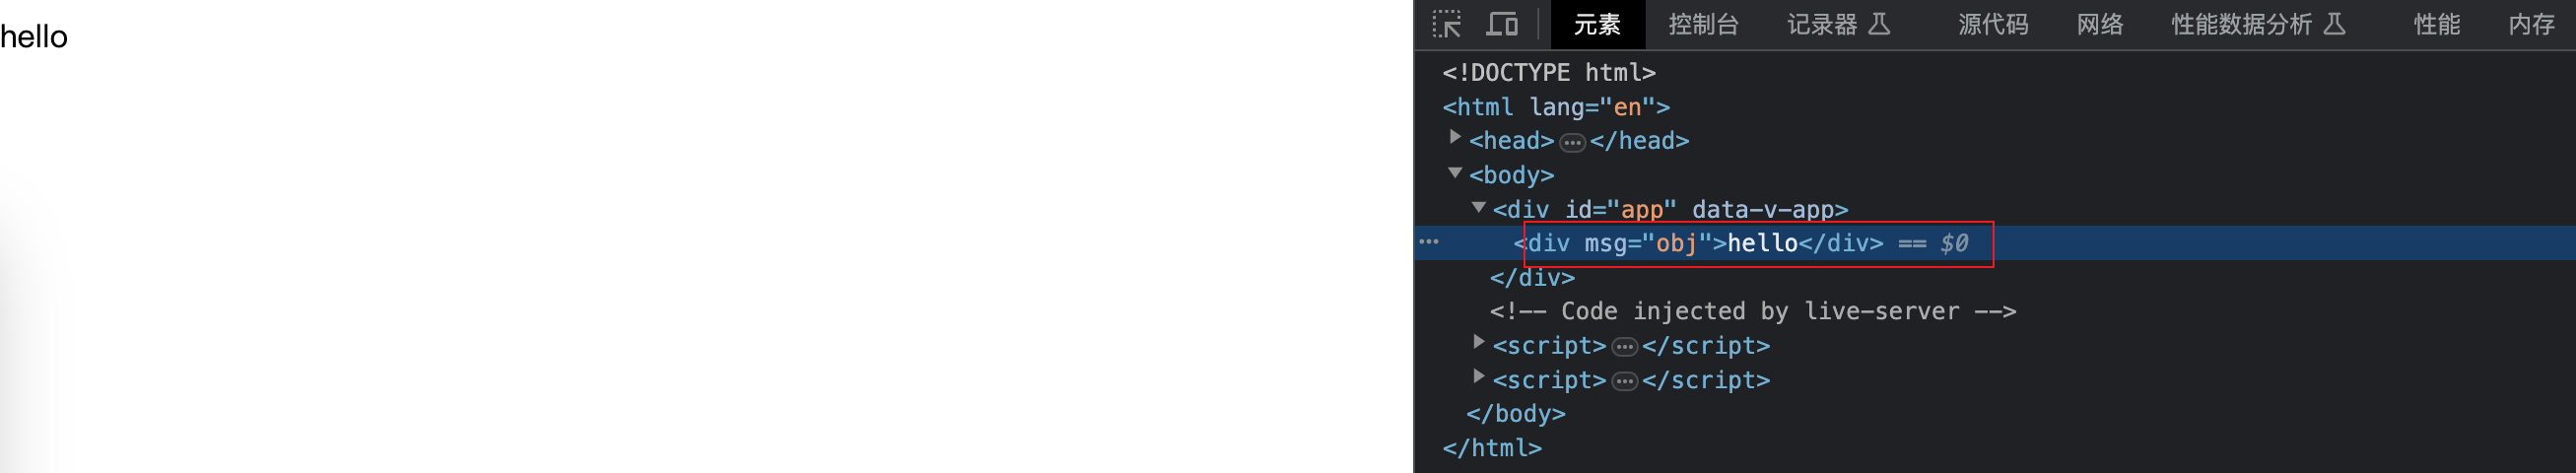 hello
元素 控制台 记录器 源代码 网络 性能数据分析 性能 内存
<!DOCTYPE html>
<html lang="en">
<head>…</head>
<body>
<div id="app" data-v-app>
<div msg="obj">hello</div> == $0
</div>
<!-- Code injected by live-server -->
<script>…</script>
<script>…</script>
</body>
</html>